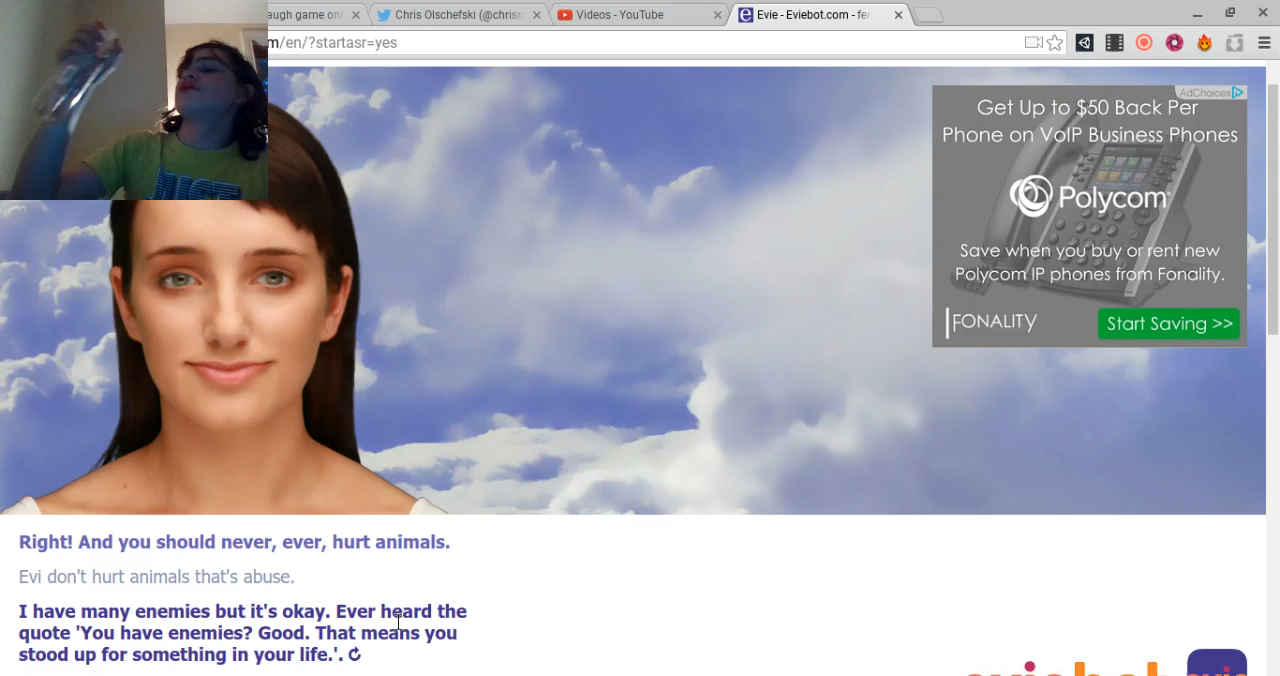 augh game onl
Chris Olschefski (@chrism
Videos - YouTube
Evie - Eviebot.com - fer
m/en/?startasr=yes
AdChoices
Get Up to $50 Back Per
Phone on VoIP Business Phones
Polycom
Save when you buy or rent new
Polycom IP phones from Fonality.
FONALITY
Start Saving >>
Right! And you should never, ever, hurt animals.
Evi don't hurt animals that's abuse.
I have many enemies but it's okay. Ever heard the
quote 'You have enemies? Good. That means you
stood up for something in your life.'.
eviebot
evie